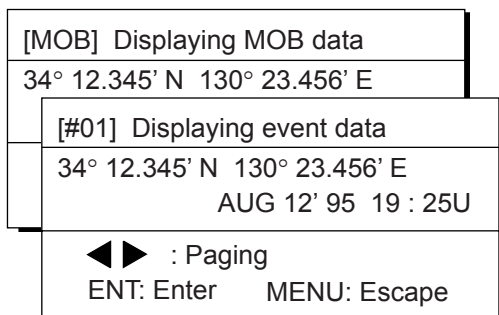 [MOB] Displaying MOB data
34° 12.345’ N 130° 23.456’ E
[#01] Displaying event data
34° 12.345’ N 130° 23.456’ E
AUG 12’ 95 19 : 25U
◀ ▶ : Paging
ENT: Enter MENU: Escape